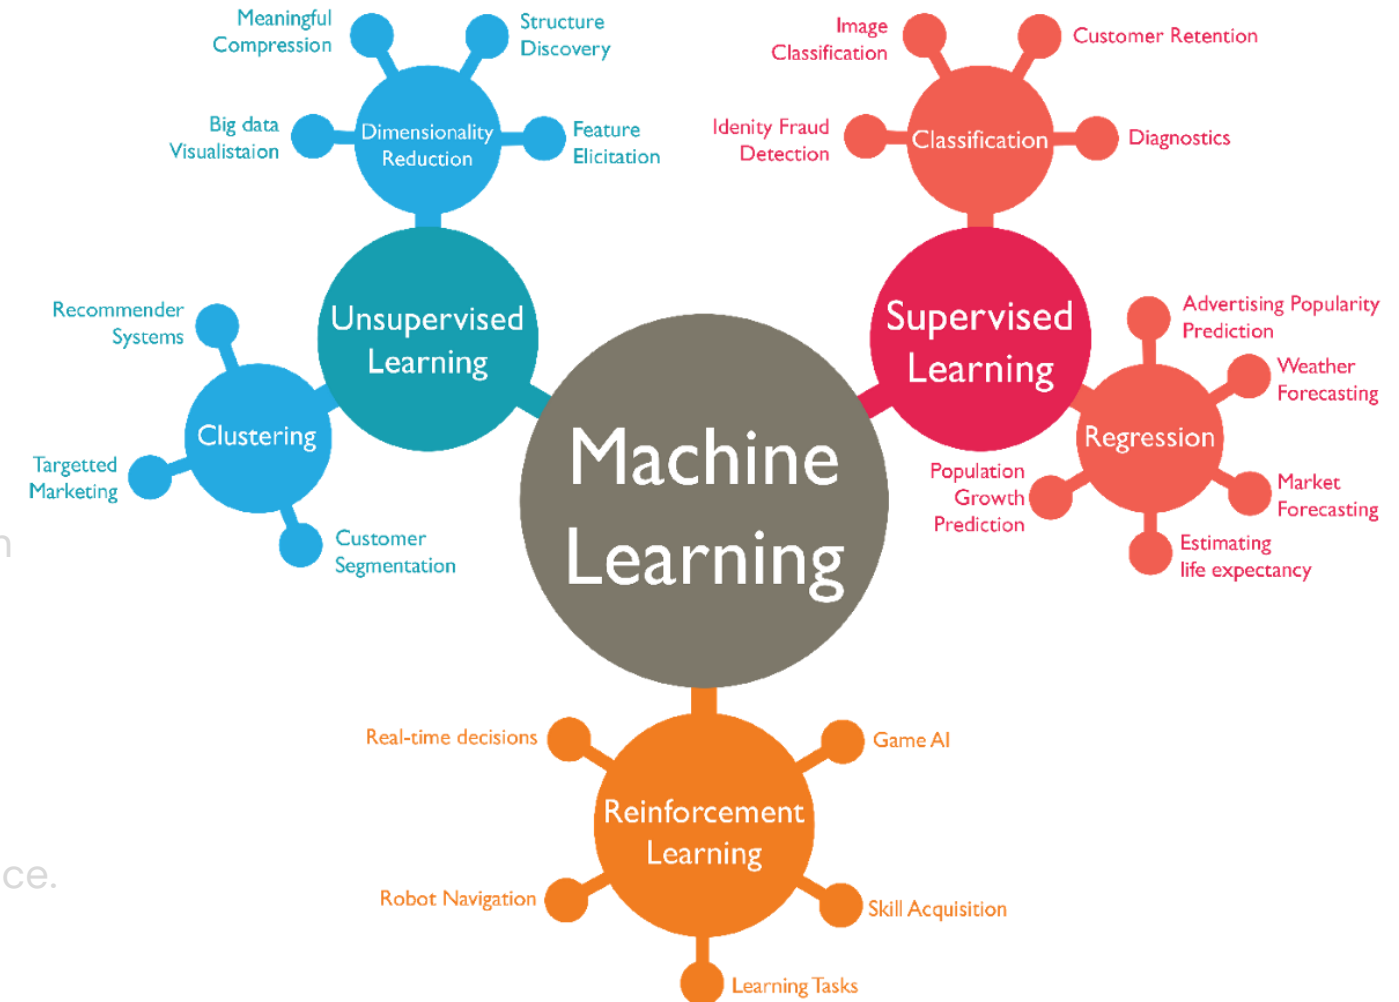 Meaningful
Compression
Structure
Discovery
Big data
Visualistaion
Dimensionality
Reduction
Feature
Elicitation
Image
Classification
Customer Retention
Idenity Fraud
Detection
Classification
Diagnostics
Recommender
Systems
Unsupervised
Learning
Clustering
Targetted
Marketing
Customer
Segmentation
Supervised
Learning
Advertising Popularity
Prediction
Weather
Forecasting
Regression
Population
Growth
Prediction
Market
Forecasting
Estimating
life expectancy
Machine
Learning
Real-time decisions
Game AI
Reinforcement
Learning
Robot Navigation
Skill Acquisition
Learning Tasks
ce.